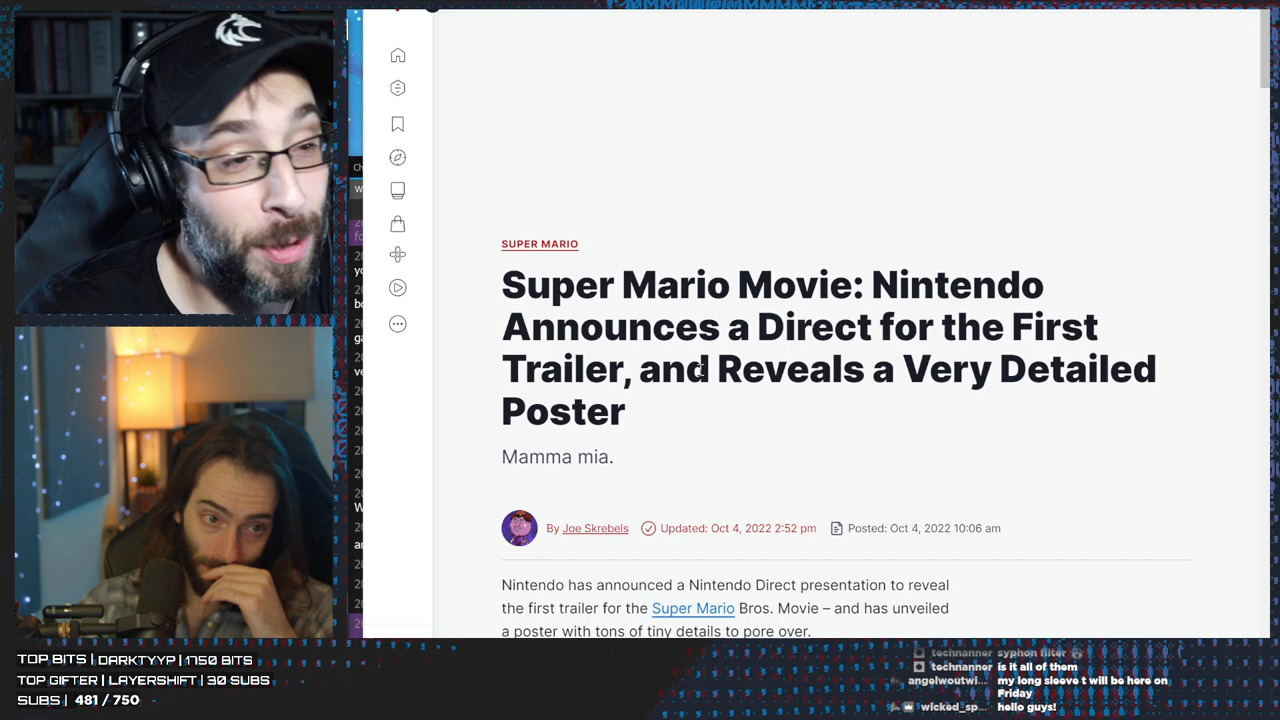 SUPER MARIO
Super Mario Movie: Nintendo
Announces a Direct for the First
Trailer, and Reveals a Very Detailed
Poster
Mamma mia.
By Joe Skrebels Updated: Oct 4, 2022 2:52 pm Posted: Oct 4, 2022 10:06 am
Nintendo has announced a Nintendo Direct presentation to reveal
the first trailer for the Super Mario Bros. Movie – and has unveiled
a poster with tons of tiny details to pore over.
TOP BITS | DARKTYYP | 1750 BITS
TOP GIFTER | LAYERSHIFT | 30 SUBS
SUBS | 481 / 750
technanner syphon filter
technanner is it all of them
angelwoutwi... my long sleeve t will be here on
Friday
wicked_sp... hello guys!